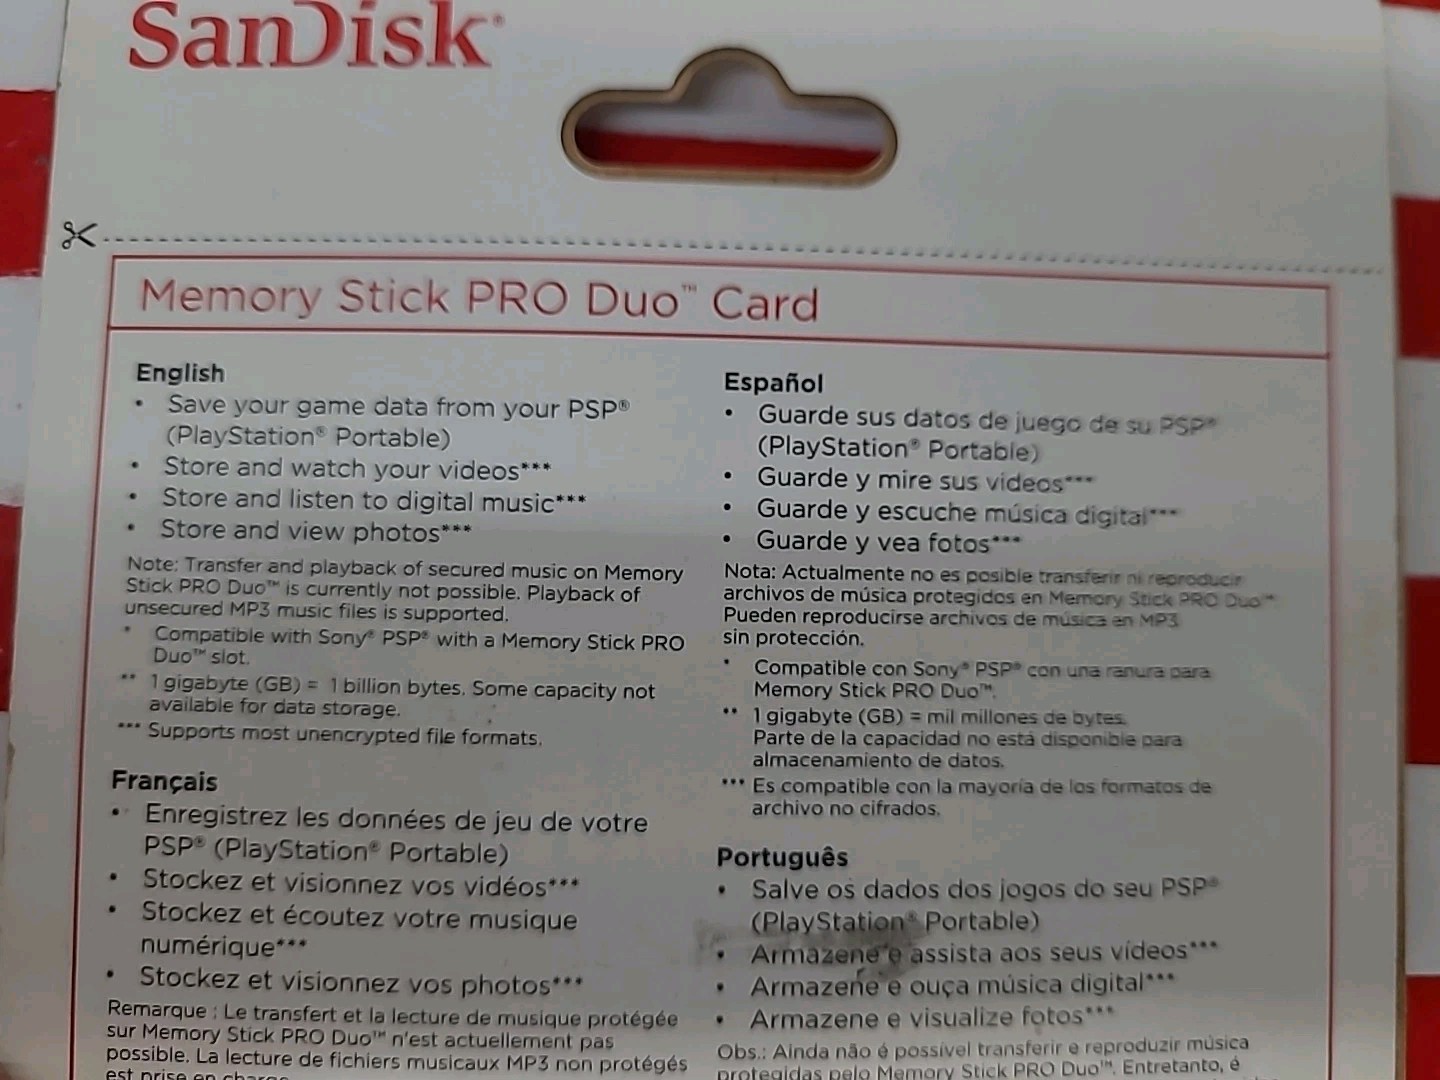 SanDisk®
Memory Stick PRO Duo™ Card
English
• Save your game data from your PSP®
(PlayStation® Portable)
• Store and watch your videos***
• Store and listen to digital music***
• Store and view photos***
Note: Transfer and playback of secured music on Memory
Stick PRO Duo™ is currently not possible. Playback of
unsecured MP3 music files is supported.
* Compatible with Sony® PSP® with a Memory Stick PRO
Duo™ slot.
** 1 gigabyte (GB) = 1 billion bytes. Some capacity not
available for data storage.
*** Supports most unencrypted file formats.
Français
• Enregistrez les données de jeu de votre
PSP® (PlayStation® Portable)
• Stockez et visionnez vos vidéos***
• Stockez et écoutez votre musique
numérique***
• Stockez et visionnez vos photos***
Remarque : Le transfert et la lecture de musique protégée
sur Memory Stick PRO Duo™ n'est actuellement pas
possible. La lecture de fichiers musicaux MP3 non protégés
est prise en charge.
Español
• Guarde sus datos de juego de su PSP®
(PlayStation® Portable)
• Guarde y mire sus videos***
• Guarde y escuche música digital***
• Guarde y vea fotos***
Nota: Actualmente no es posible transferir ni reproducir
archivos de música protegidos en Memory Stick PRO Duo™
Pueden reproducirse archivos de música en MP3
sin protección.
* Compatible con Sony® PSP® con una ranura para
Memory Stick PRO Duo™.
** 1 gigabyte (GB) = mil millones de bytes.
Parte de la capacidad no está disponible para
almacenamiento de datos.
*** Es compatible con la mayoría de los formatos de
archivo no cifrados.
Português
• Salve os dados dos jogos do seu PSP®
(PlayStation® Portable)
• Armazene e assista aos seus vídeos***
• Armazene e ouça música digital***
• Armazene e visualize fotos***
Obs.: Ainda não é possível transferir e reproduzir música
protegidas pelo Memory Stick PRO Duo™. Entretanto, é